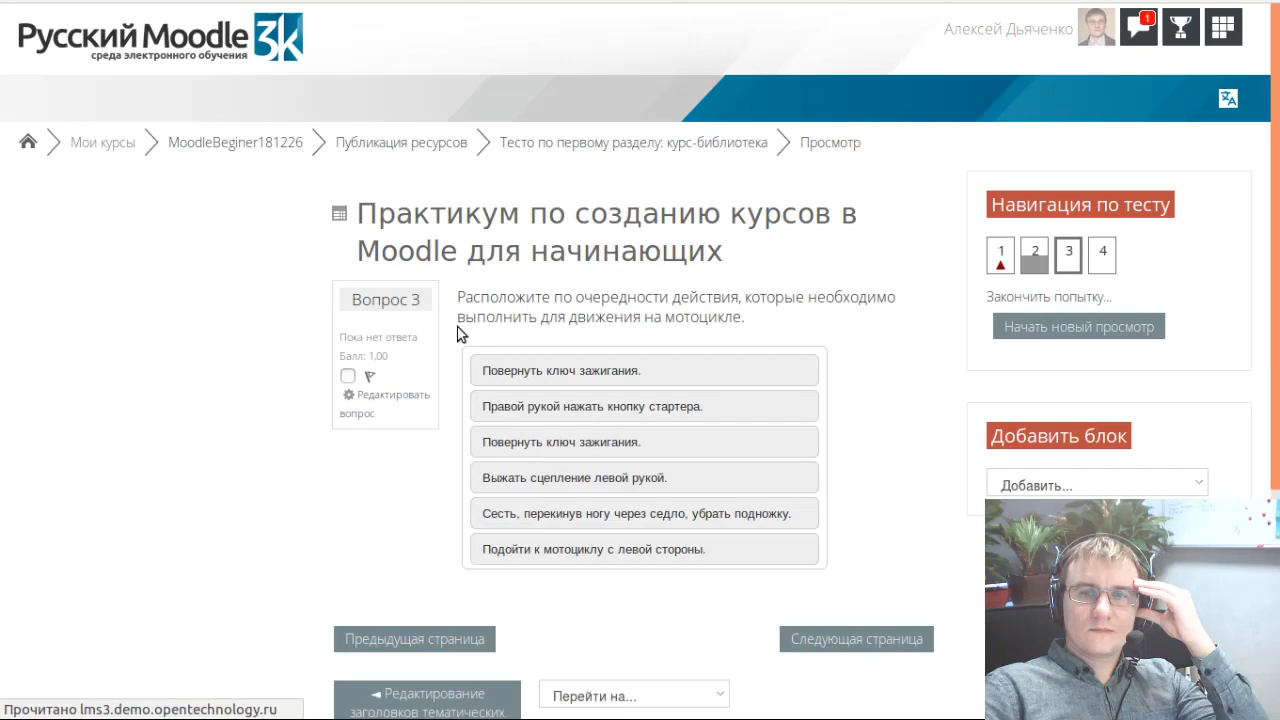 Русский Moodle 3k
среда электронного обучения
Алексей Дьяченко
1
Мои курсы
MoodleBeginer181226
Публикация ресурсов
Тесто по первому разделу: курс-библиотека
Просмотр
Практикум по созданию курсов в
Moodle для начинающих
Вопрос 3
Пока нет ответа
Балл: 1,00
Редактировать
вопрос
Расположите по очередности действия, которые необходимо
выполнить для движения на мотоцикле.
Повернуть ключ зажигания.
Правой рукой нажать кнопку стартера.
Повернуть ключ зажигания.
Выжать сцепление левой рукой.
Сесть, перекинув ногу через седло, убрать подножку.
Подойти к мотоциклу с левой стороны.
Предыдущая страница
Следующая страница
◄ Редактирование
заголовков тематических
Перейти на...
Навигация по тесту
1 2 3 4
Закончить попытку...
Начать новый просмотр
Добавить блок
Добавить...
Прочитано lms3.demo.opentechnology.ru